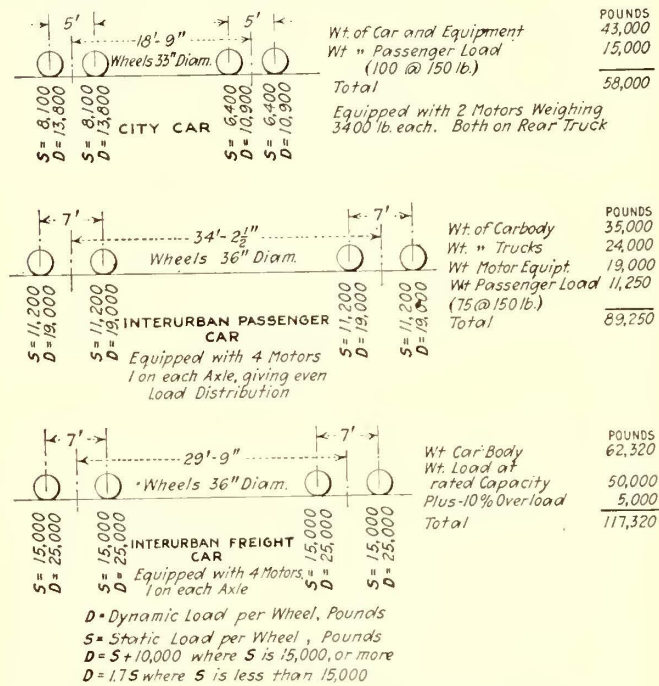 5'
5'
18'-9"
Wheels 33" Diam.
S = 8,100
D = 13,800
S = 8,100
D = 13,800
S = 6,400
D = 10,900
S = 6,400
D = 10,900
CITY CAR
POUNDS
Wt. of Car and Equipment 43,000
Wt " Passenger Load 15,000
(100 @ 150 lb.)
Total 58,000
Equipped with 2 Motors Weighing
3400 lb. each. Both on Rear Truck
7'
7'
34'-2½"
Wheels 36" Diam.
S = 11,200
D = 19,000
S = 11,200
D = 19,000
S = 11,200
D = 19,000
S = 11,200
D = 19,000
INTERURBAN PASSENGER
CAR
Equipped with 4 Motors
1 on each Axle, giving even
Load Distribution
POUNDS
Wt. of Carbody 35,000
Wt. " Trucks 24,000
Wt Motor Equipt. 19,000
Wt Passenger Load 11,250
(75 @ 150 lb.)
Total 89,250
7'
7'
29'-9"
Wheels 36" Diam.
S = 15,000
D = 25,000
S = 15,000
D = 25,000
S = 15,000
D = 25,000
S = 15,000
D = 25,000
INTERURBAN FREIGHT
CAR
Equipped with 4 Motors,
1 on each Axle
POUNDS
Wt Car Body 62,320
Wt. Load at
rated Capacity 50,000
Plus-10% Overload 5,000
Total 117,320
D = Dynamic Load per Wheel, Pounds
S = Static Load per Wheel, Pounds
D = S + 10,000 where S is 15,000, or more
D = 1.7 S where S is less than 15,000